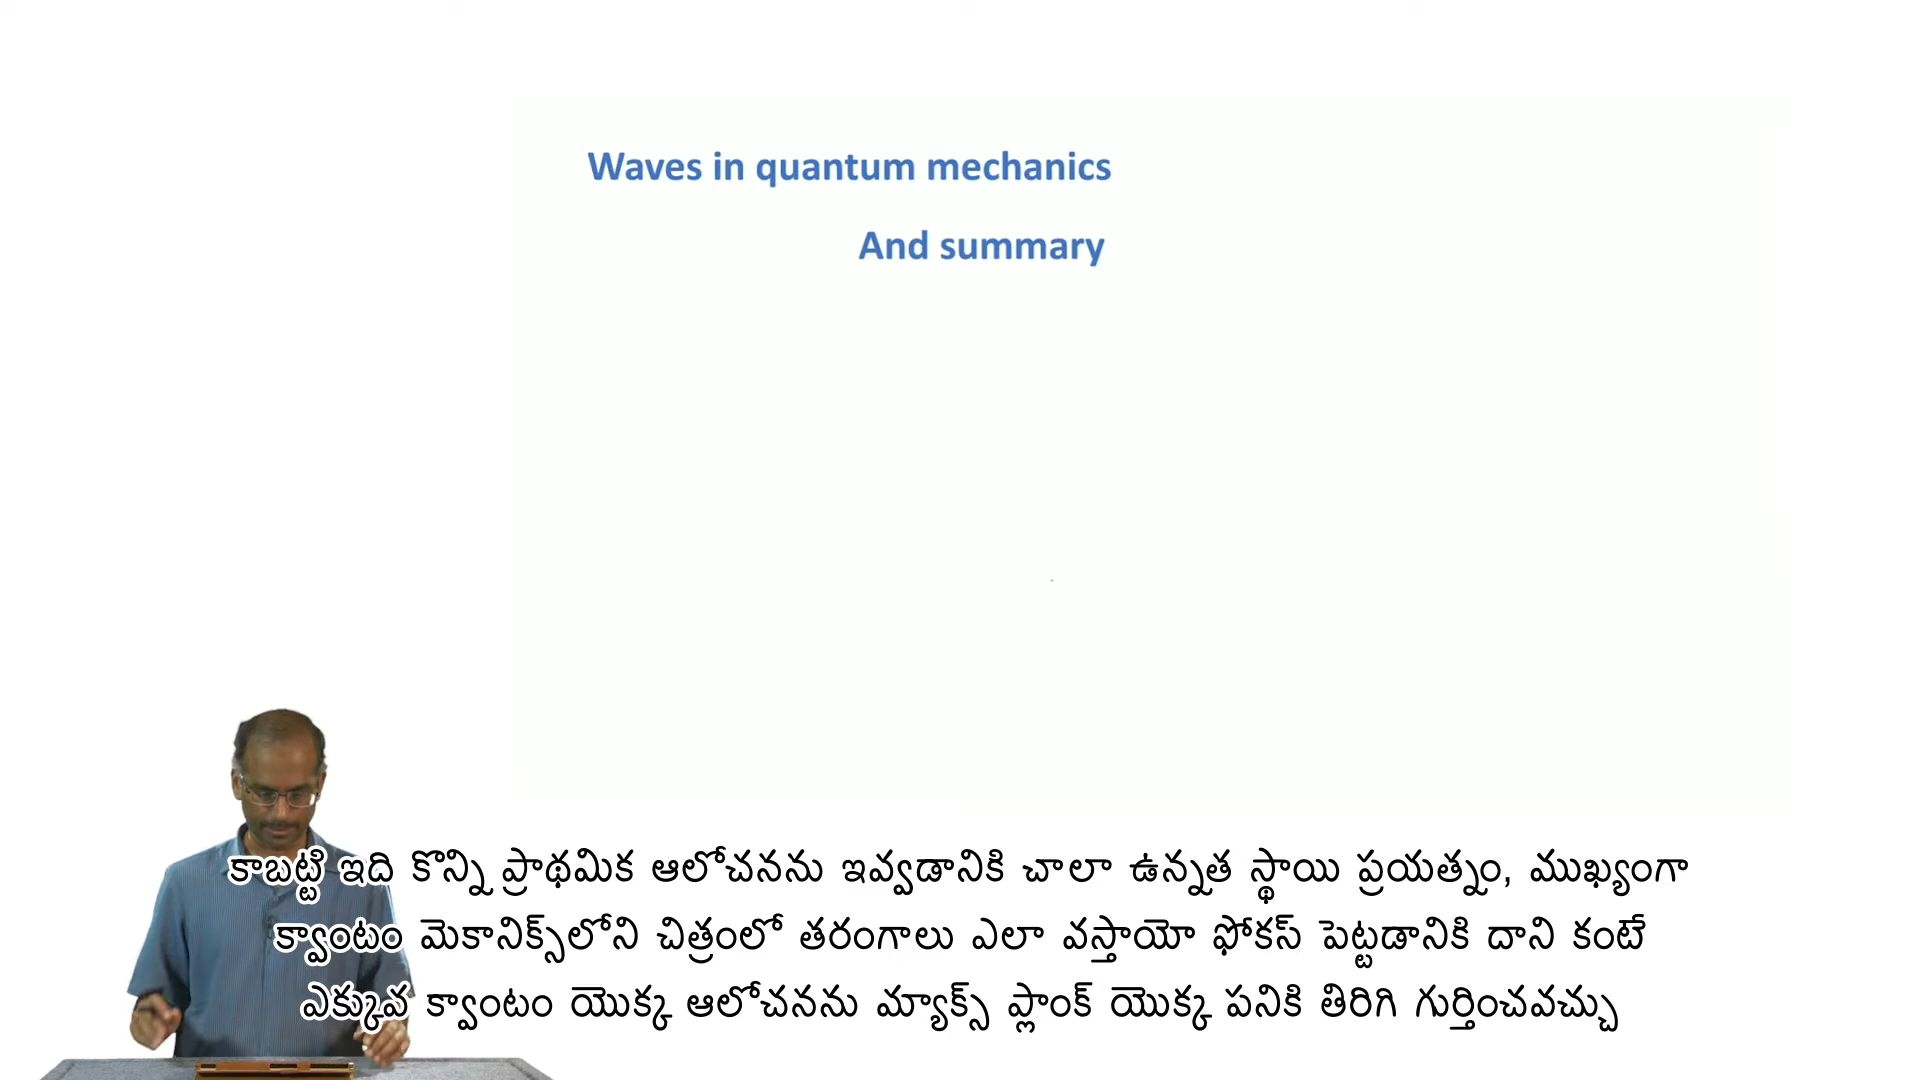 Waves in quantum mechanics
And summary
కాబట్టి ఇది కొన్ని ప్రాథమిక ఆలోచనను ఇవ్వడానికి చాలా ఉన్నత స్థాయి ప్రయత్నం, ముఖ్యంగా
క్వాంటం మెకానిక్స్‌లోని చిత్రంలో తరంగాలు ఎలా వస్తాయో ఫోకస్ పెట్టడానికి దాని కంటే
ఎక్కువ క్వాంటం యొక్క ఆలోచనను మ్యాక్స్ ప్లాంక్ యొక్క పనికి తిరిగి గుర్తించవచ్చు